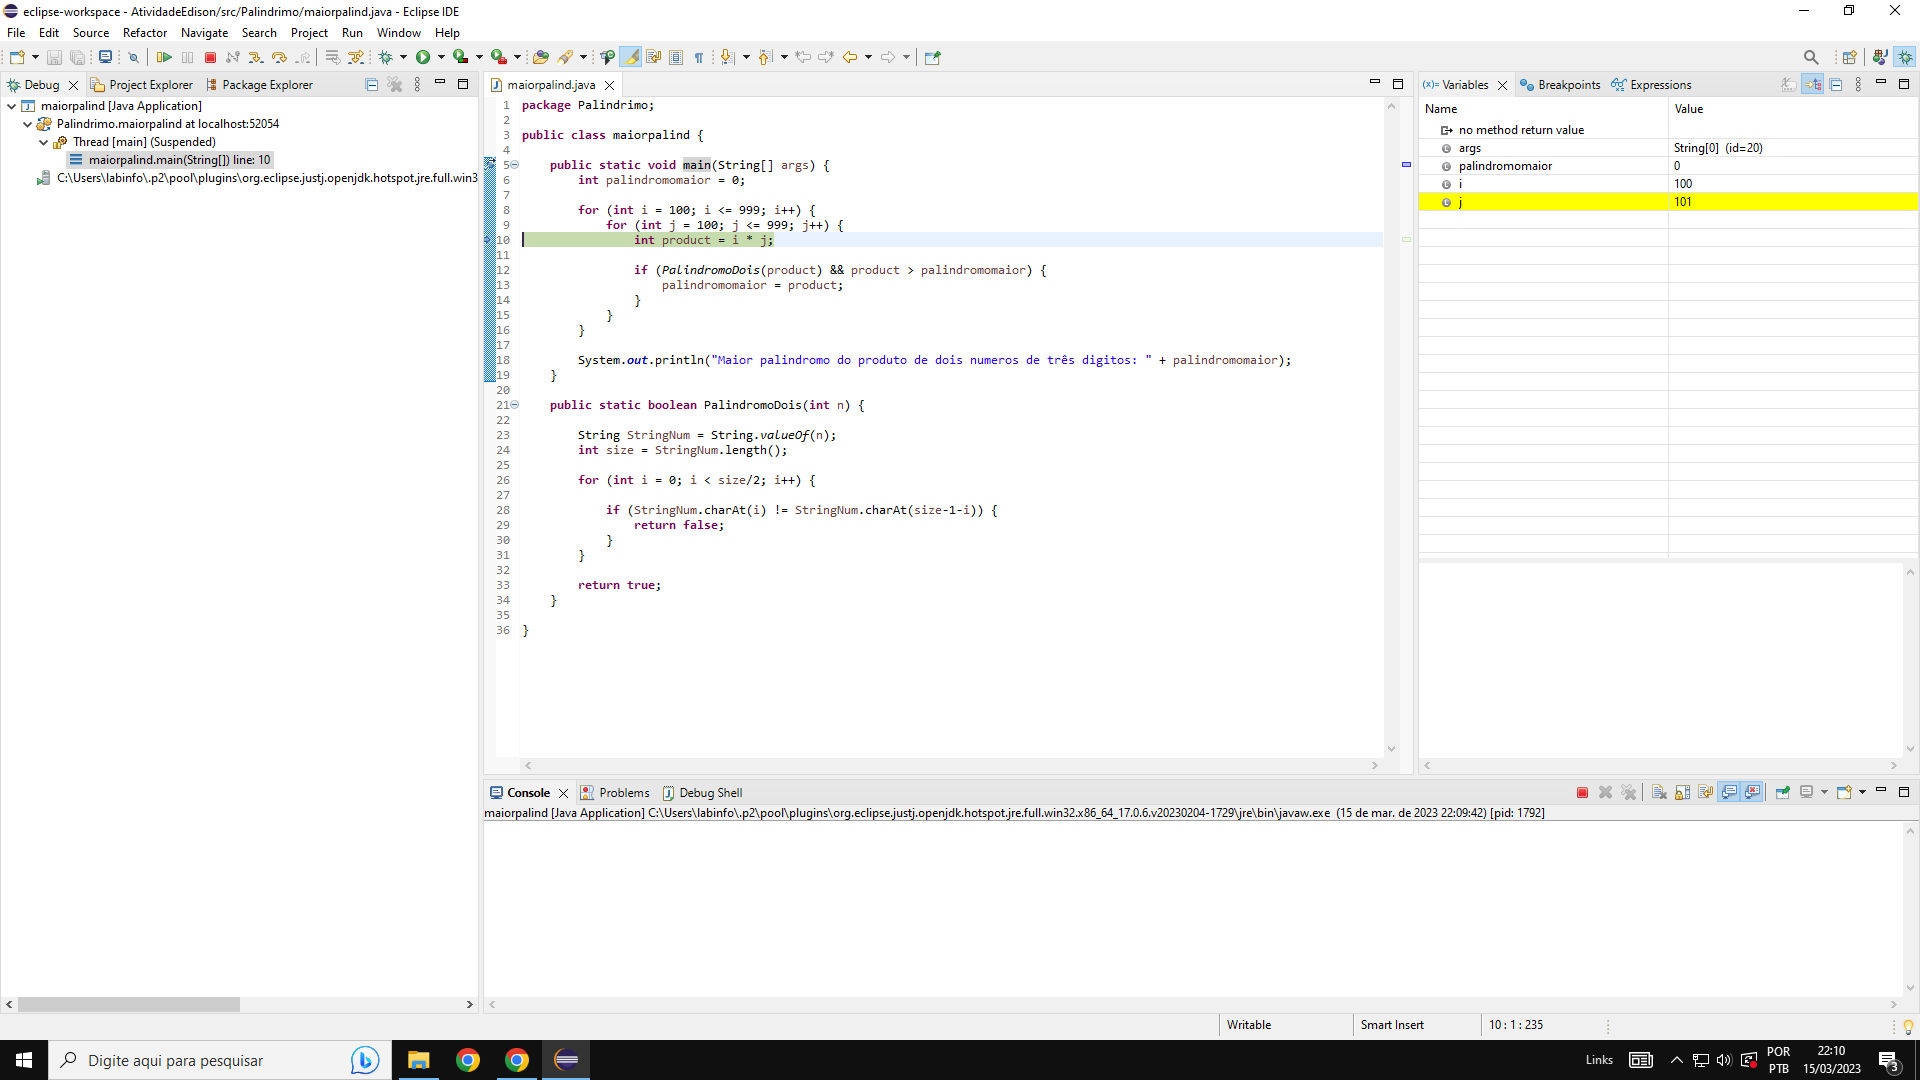 eclipse-workspace - AtividadeEdison/src/Palindrimo/maiorpalind.java - Eclipse IDE
File Edit Source Refactor Navigate Search Project Run Window Help
Debug Project Explorer Package Explorer
maiorpalind [Java Application]
Palindrimo.maiorpalind at localhost:52054
Thread [main] (Suspended)
maiorpalind.main(String[]) line: 10
C:\Users\labinfo\.p2\pool\plugins\org.eclipse.justj.openjdk.hotspot.jre.full.win3
maiorpalind.java
1 package Palindrimo;
2
3 public class maiorpalind {
4
5 public static void main(String[] args) {
6 int palindromomaior = 0;
7
8 for (int i = 100; i <= 999; i++) {
9 for (int j = 100; j <= 999; j++) {
10 int product = i * j;
11
12 if (PalindromoDois(product) && product > palindromomaior) {
13 palindromomaior = product;
14 }
15 }
16 }
17
18 System.out.println("Maior palindromo do produto de dois numeros de três digitos: " + palindromomaior);
19 }
20
21 public static boolean PalindromoDois(int n) {
22
23 String StringNum = String.valueOf(n);
24 int size = StringNum.length();
25
26 for (int i = 0; i < size/2; i++) {
27
28 if (StringNum.charAt(i) != StringNum.charAt(size-1-i)) {
29 return false;
30 }
31 }
32
33 return true;
34 }
35
36 }
(x)= Variables Breakpoints Expressions
Name Value
no method return value
args String[0] (id=20)
palindromomaior 0
i 100
j 101
Console Problems Debug Shell
maiorpalind [Java Application] C:\Users\labinfo\.p2\pool\plugins\org.eclipse.justj.openjdk.hotspot.jre.full.win32.x86_64_17.0.6.v20230204-1729\jre\bin\javaw.exe (15 de mar. de 2023 22:09:42) [pid: 1792]
Writable Smart Insert 10 : 1 : 235
Digite aqui para pesquisar
Links
POR
PTB
22:10
15/03/2023
3